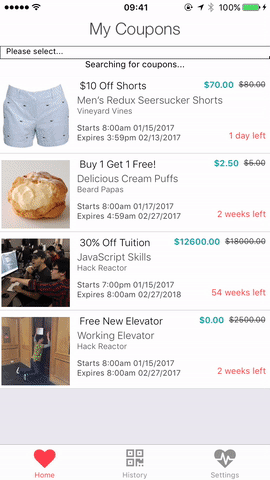 09:41
100%
My Coupons
Please select...
Searching for coupons...
$10 Off Shorts $70.00 $80.00
Men's Redux Seersucker Shorts
Vineyard Vines
Starts 8:00am 01/15/2017
Expires 3:59pm 02/13/2017
1 day left
Buy 1 Get 1 Free! $2.50 $5.00
Delicious Cream Puffs
Beard Papas
Starts 8:00am 01/17/2017
Expires 4:59am 02/27/2017
2 weeks left
30% Off Tuition $12600.00 $18000.00
JavaScript Skills
Hack Reactor
Starts 7:00pm 01/15/2017
Expires 8:00am 02/27/2018
54 weeks left
Free New Elevator $0.00 $2500.00
Working Elevator
Hack Reactor
Starts 8:00am 01/15/2017
Expires 8:00am 02/27/2017
2 weeks left
Home History Settings